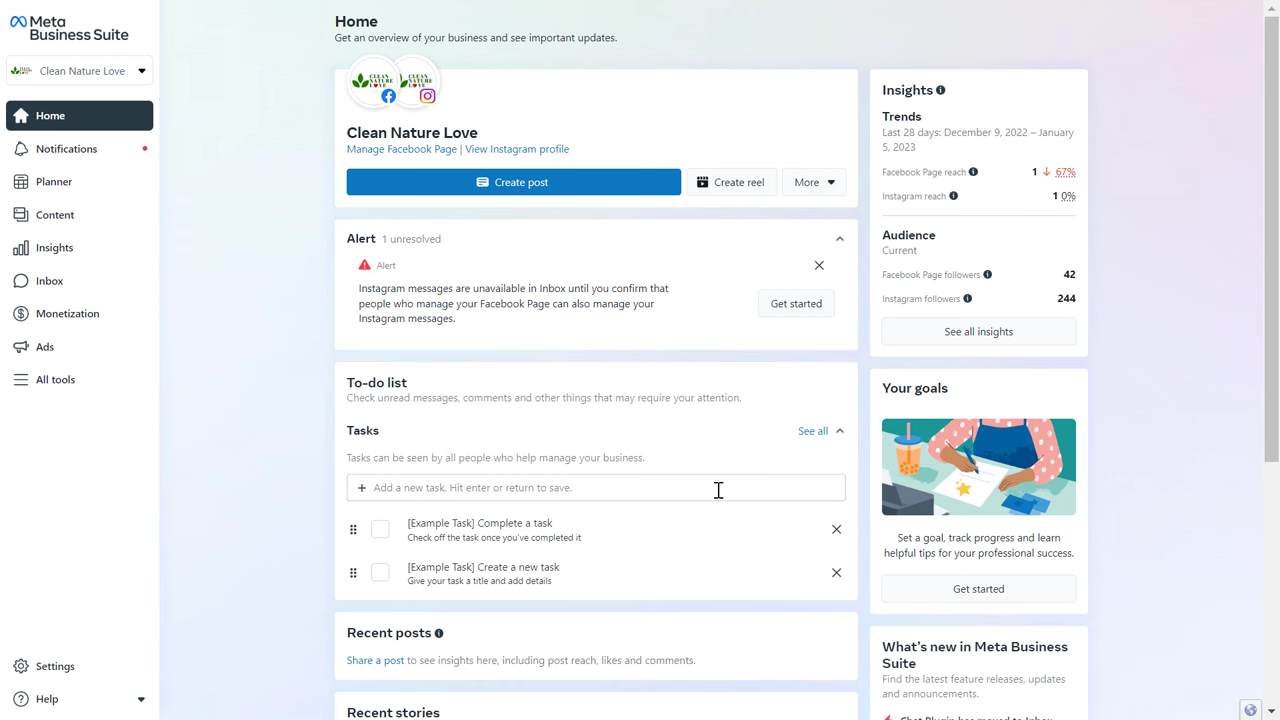 Meta
Business Suite
Clean Nature Love
Home
Notifications
Planner
Content
Insights
Inbox
Monetization
Ads
All tools
Settings
Help
Home
Get an overview of your business and see important updates.
CLEAN
NATURE
LOVE
CLEAN
NATURE
LOVE
Clean Nature Love
Manage Facebook Page | View Instagram profile
Create post
Create reel
More
Alert 1 unresolved
Alert
Instagram messages are unavailable in Inbox until you confirm that
people who manage your Facebook Page can also manage your
Instagram messages.
Get started
To-do list
Check unread messages, comments and other things that may require your attention.
Tasks
See all
Tasks can be seen by all people who help manage your business.
+ Add a new task. Hit enter or return to save.
[Example Task] Complete a task
Check off the task once you've completed it
[Example Task] Create a new task
Give your task a title and add details
Recent posts
Share a post to see insights here, including post reach, likes and comments.
Recent stories
Insights
Trends
Last 28 days: December 9, 2022 – January
5, 2023
Facebook Page reach 1 ↓ 67%
Instagram reach 1 0%
Audience
Current
Facebook Page followers 42
Instagram followers 244
See all insights
Your goals
Set a goal, track progress and learn
helpful tips for your professional success.
Get started
What's new in Meta Business
Suite
Find the latest feature releases, updates
and announcements.
Chat Plugin has moved to Inbox